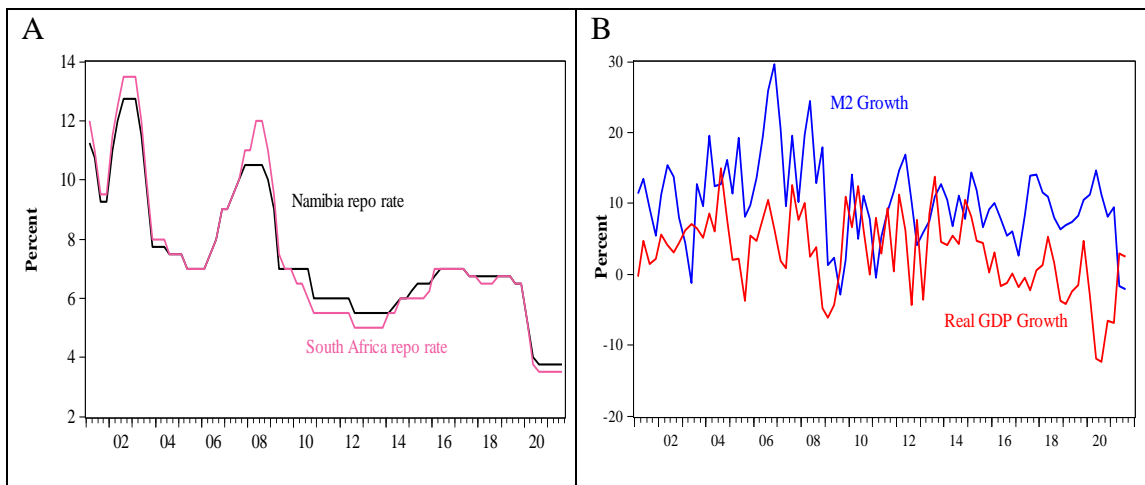 A
14
12
10
8
6
4
2
Percent
Namibia repo rate
South Africa repo rate
02 04 06 08 10 12 14 16 18 20
B
30
20
10
0
-10
-20
Percent
M2 Growth
Real GDP Growth
02 04 06 08 10 12 14 16 18 20